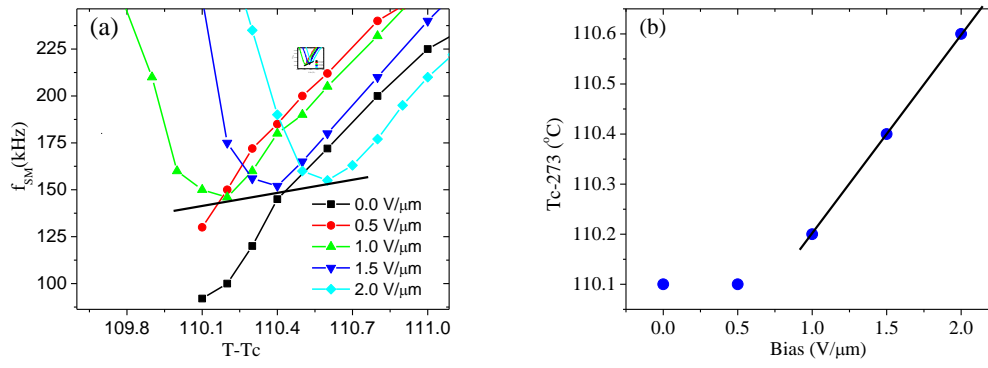 (a)
f_SM(kHz)
225
200
175
150
125
100
109.8 110.1 110.4 110.7 111.0
T-Tc
0.0 V/μm
0.5 V/μm
1.0 V/μm
1.5 V/μm
2.0 V/μm
(b)
Tc-273 (°C)
110.6
110.5
110.4
110.3
110.2
110.1
0.0 0.5 1.0 1.5 2.0
Bias (V/μm)